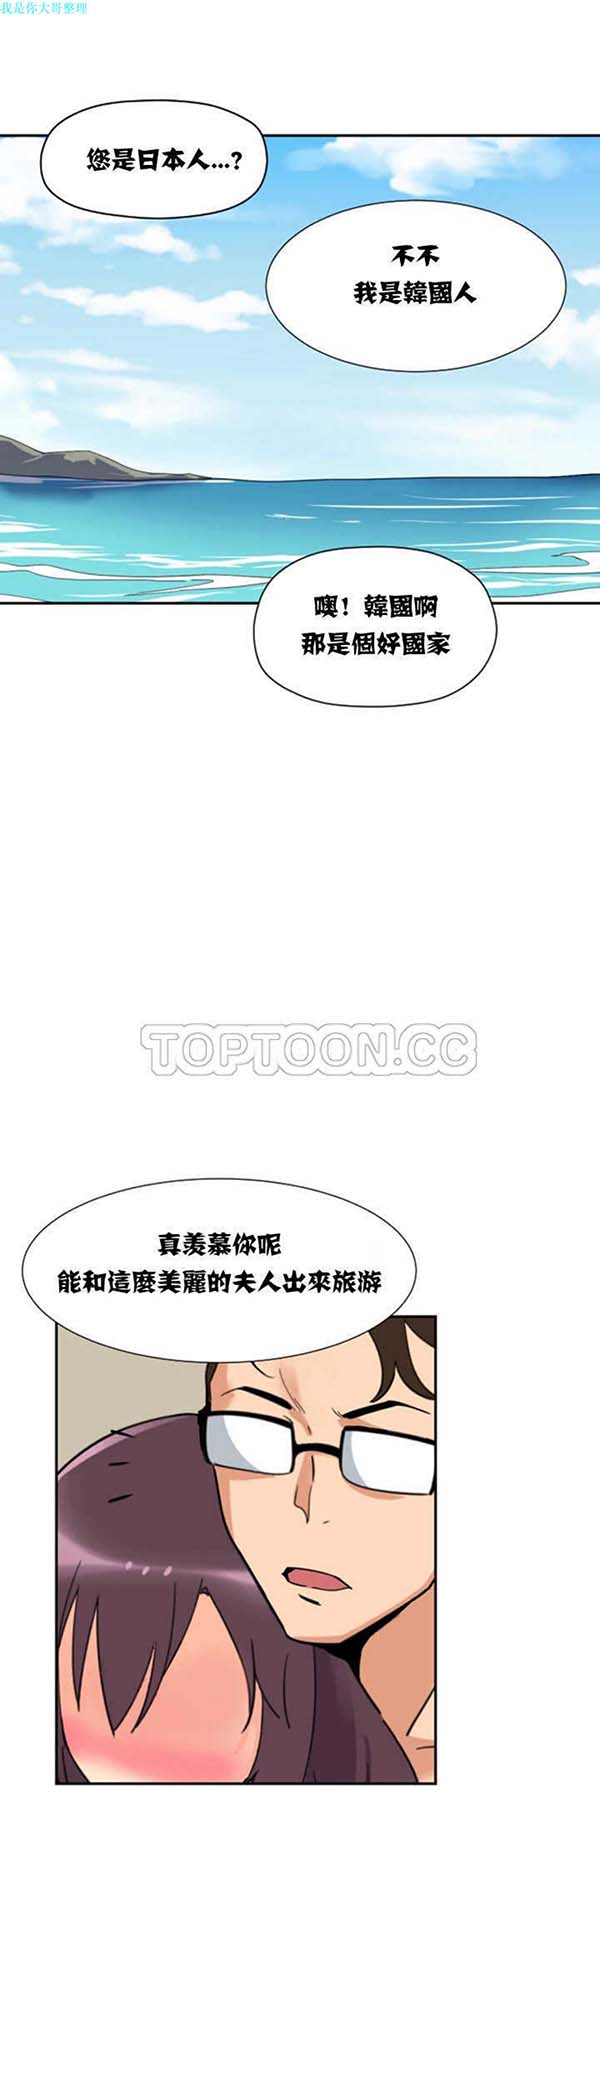 我是你大哥整理
您是日本人...?
不不
我是韓國人
噢! 韓國啊
那是個好國家
TOPTOON.CC
真羨慕你呢
能和這麼美麗的夫人出來旅游